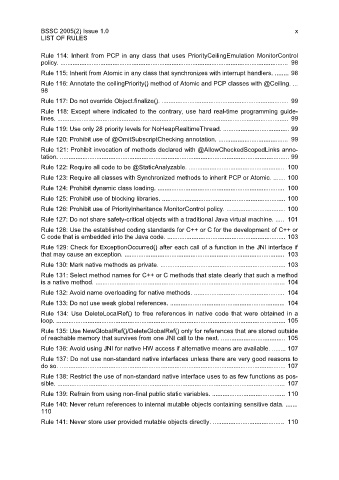 BSSC 2005(2) Issue 1.0 x
LIST OF RULES
Rule 114: Inherit from PCP in any class that uses PriorityCeilingEmulation MonitorControl
policy. ........ 98
Rule 115: Inherit from Atomic in any class that synchronizes with interrupt handlers. ........ 98
Rule 116: Annotate the ceilingPriority() method of Atomic and PCP classes with @Ceiling. ...
98
Rule 117: Do not override Object.finalize(). ........ 99
Rule 118: Except where indicated to the contrary, use hard real-time programming guide-
lines. ........ 99
Rule 119: Use only 28 priority levels for NoHeapRealtimeThread. ........ 99
Rule 120: Prohibit use of @OmitSubscriptChecking annotation. ........ 99
Rule 121: Prohibit invocation of methods declared with @AllowCheckedScopedLinks anno-
tation. ........ 99
Rule 122: Require all code to be @StaticAnalyzable. ........ 100
Rule 123: Require all classes with Synchronized methods to inherit PCP or Atomic. ....... 100
Rule 124: Prohibit dynamic class loading. ........ 100
Rule 125: Prohibit use of blocking libraries. ........ 100
Rule 126: Prohibit use of PriorityInheritance MonitorControl policy. ........ 100
Rule 127: Do not share safety-critical objects with a traditional Java virtual machine. ..... 101
Rule 128: Use the established coding standards for C++ or C for the development of C++ or
C code that is embedded into the Java code. ........ 103
Rule 129: Check for ExceptionOccurred() after each call of a function in the JNI interface if
that may cause an exception. ........ 103
Rule 130: Mark native methods as private. ........ 103
Rule 131: Select method names for C++ or C methods that state clearly that such a method
is a native method. ........ 104
Rule 132: Avoid name overloading for native methods. ........ 104
Rule 133: Do not use weak global references. ........ 104
Rule 134: Use DeleteLocalRef() to free references in native code that were obtained in a
loop. ........ 105
Rule 135: Use NewGlobalRef()/DeleteGlobalRef() only for references that are stored outside
of reachable memory that survives from one JNI call to the next. ........ 105
Rule 136: Avoid using JNI for native HW access if alternative means are available. ........ 107
Rule 137: Do not use non-standard native interfaces unless there are very good reasons to
do so. ........ 107
Rule 138: Restrict the use of non-standard native interface uses to as few functions as pos-
sible. ........ 107
Rule 139: Refrain from using non-final public static variables. ........ 109
Rule 140: Never return references to internal mutable objects containing sensitive data. .......
110
Rule 141: Never store user provided mutable objects directly. ........ 110